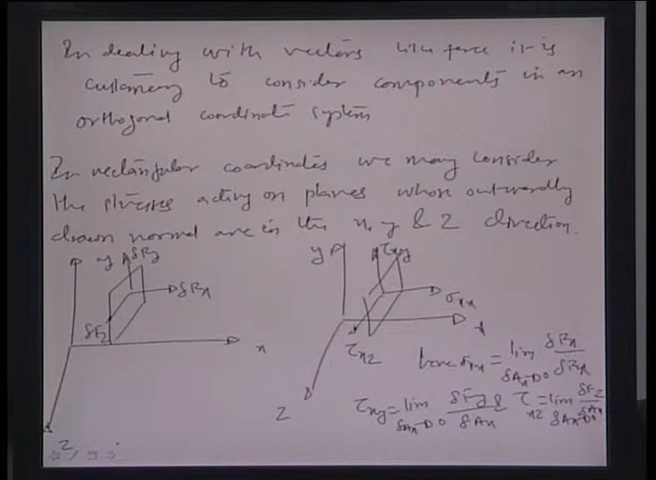 In dealing with vectors like force it is
customary to consider components in an
orthogonal coordinate system
In rectangular coordinates we may consider
the stresses acting on planes whose outwardly
drawn normal are in the x, y & z direction.
y δFy
δFx
δFz
x
z
y τxy
σxx
x
τxz
z
here σxx = lim δFx/δAx
δAx→0
τxy = lim δFy/δAx & τxz = lim δFz/δAx
δAx→0 δAx→0